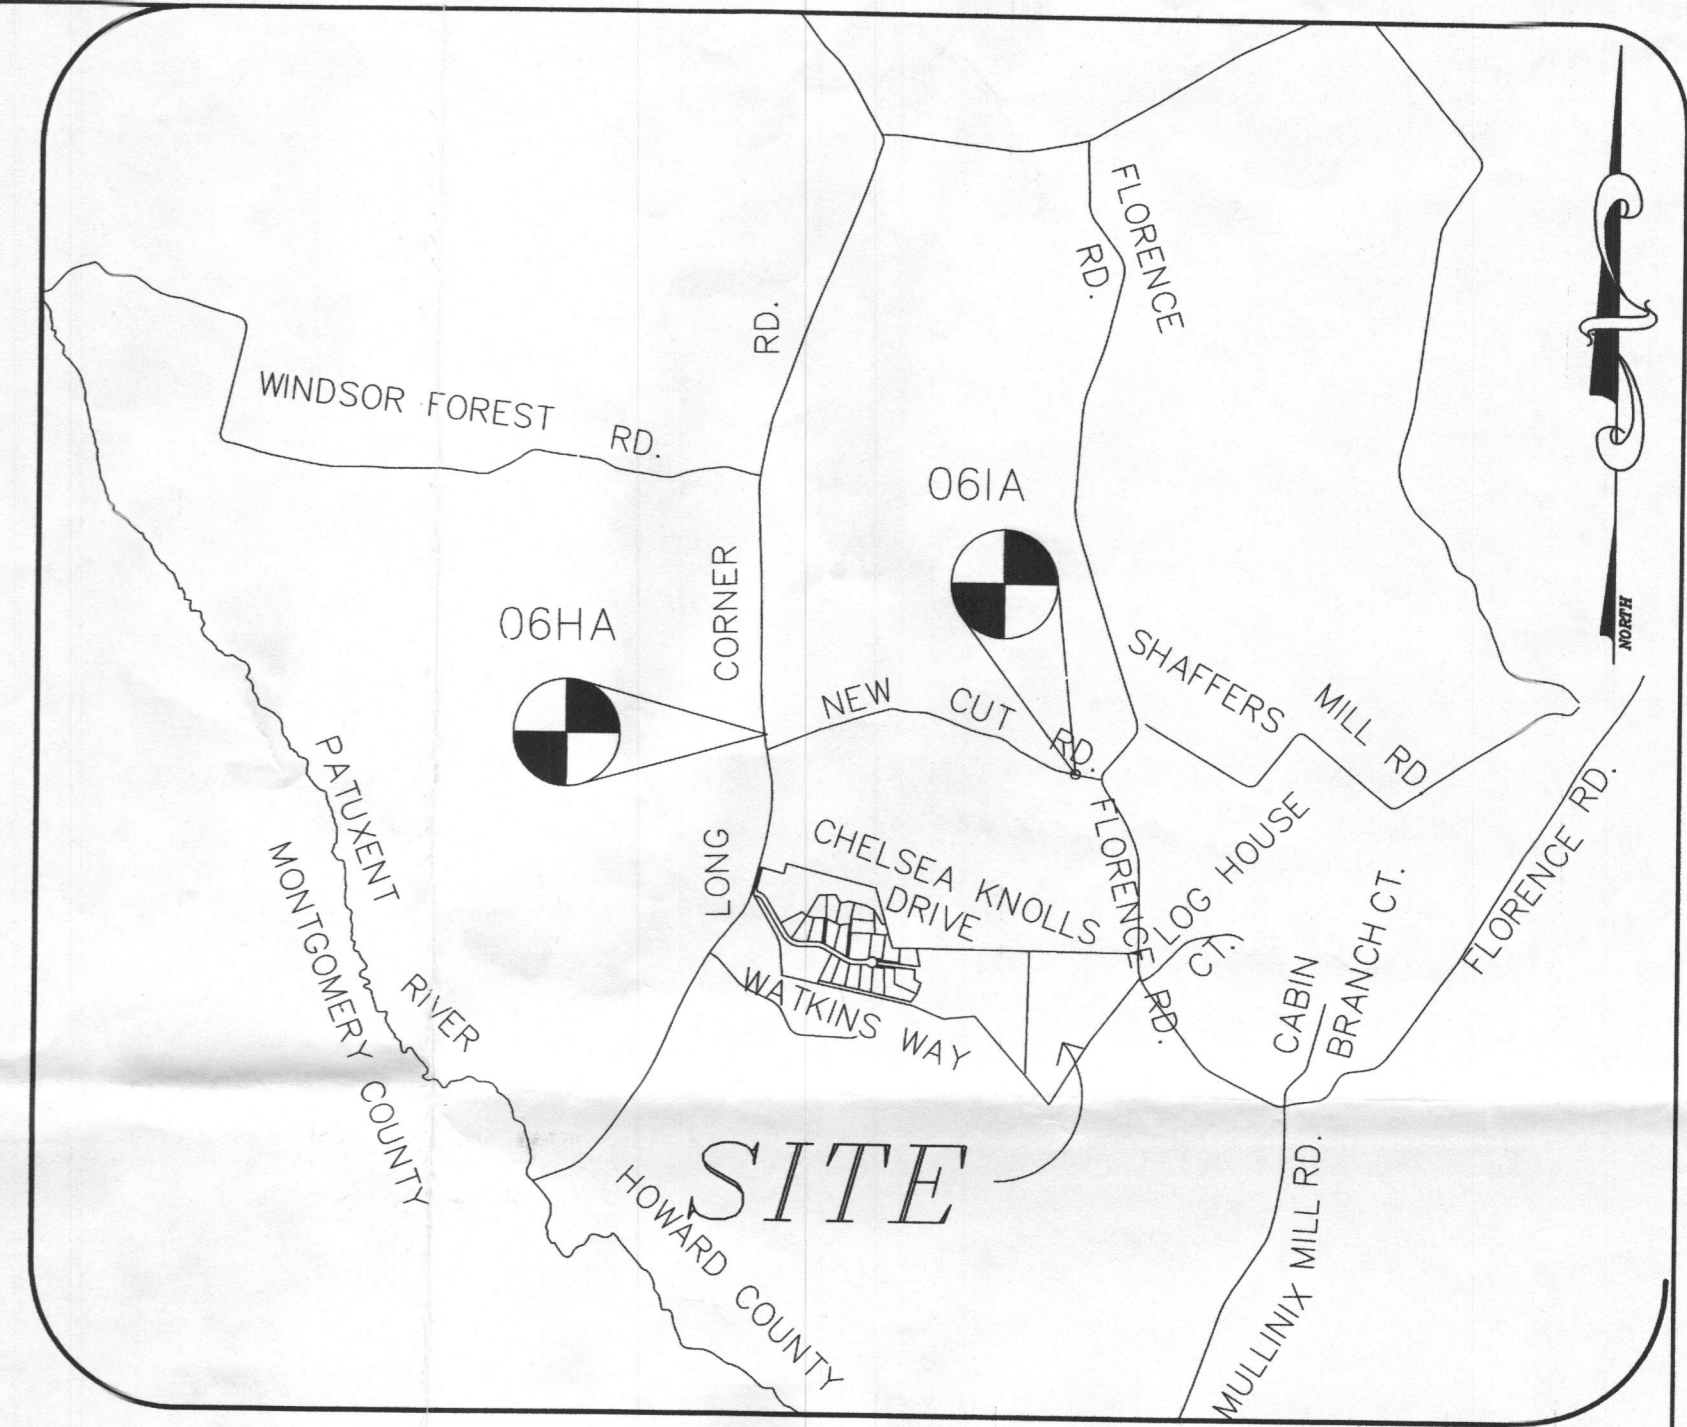 FLORENCE
RD.
RD.
WINDSOR FOREST RD.
06IA
CORNER
06HA
NORTH
SHAFFERS MILL RD
NEW CUT RD.
PATUXENT
RIVER
MONTGOMERY COUNTY
LONG
CHELSEA KNOLLS
DRIVE
FLORENCE
RD.
LOG HOUSE
CT.
FLORENCE RD.
CABIN
BRANCH CT.
WATKINS WAY
SITE
HOWARD COUNTY
MULLINIX MILL RD.